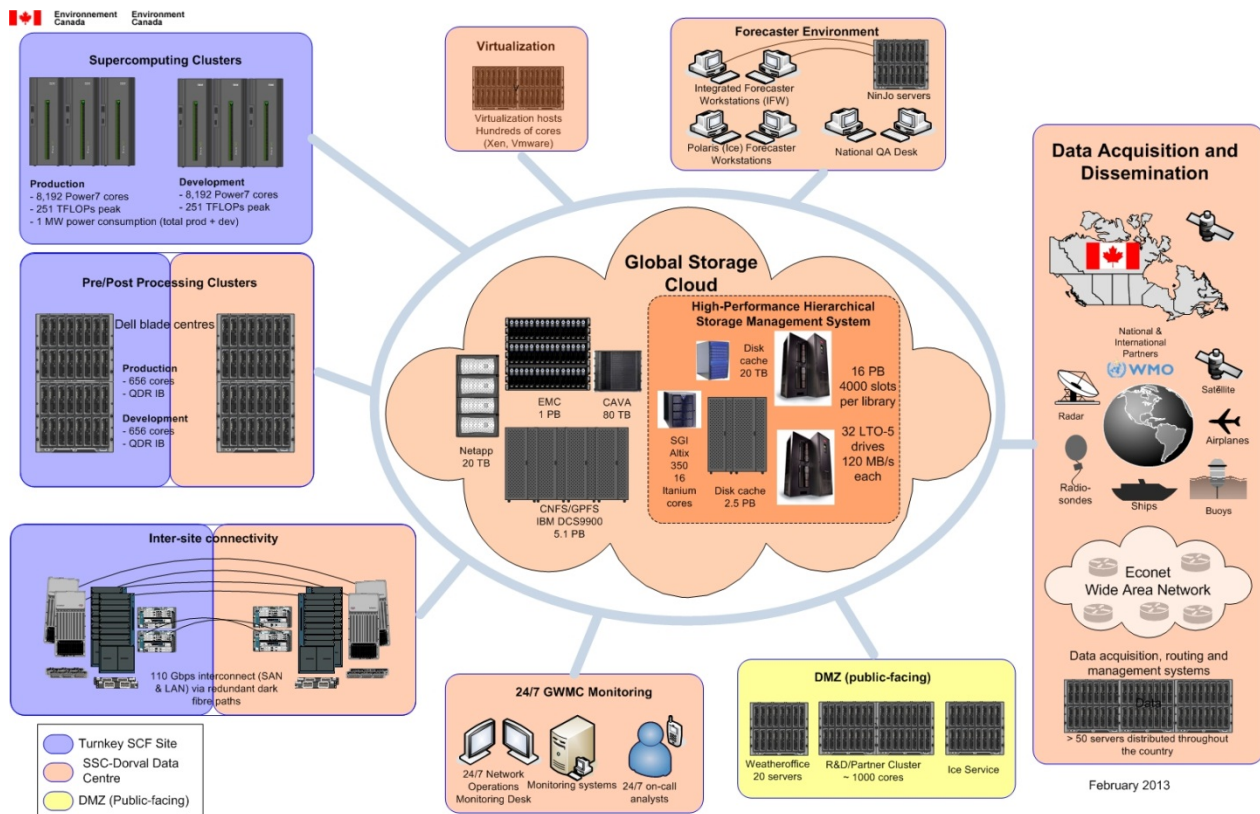 Environnement
Canada
Environment
Canada
Supercomputing Clusters
Production
- 8,192 Power7 cores
- 251 TFLOPs peak
- 1 MW power consumption (total prod + dev)
Development
- 8,192 Power7 cores
- 251 TFLOPs peak
Virtualization
V
Virtualization hosts
Hundreds of cores
(Xen, Vmware)
Forecaster Environment
Integrated Forecaster
Workstations (IFW)
NinJo servers
Polaris (Ice) Forecaster
Workstations
National QA Desk
Pre/Post Processing Clusters
Dell blade centres
Production
- 656 cores
- QDR IB
Development
- 656 cores
- QDR IB
Global Storage
Cloud
High-Performance Hierarchical
Storage Management System
Netapp
20 TB
EMC
1 PB
CAVA
80 TB
CNFS/GPFS
IBM DCS9900
5.1 PB
Disk
cache
20 TB
SGI
Altix
350
16
Itanium
cores
Disk cache
2.5 PB
16 PB
4000 slots
per library
32 LTO-5
drives
120 MB/s
each
Data Acquisition and
Dissemination
National &
International
Partners
WMO
Satéllite
Radar
Airplanes
Radio-
sondes
Ships
Buoys
Econet
Wide Area Network
Data acquisition, routing and
management systems
Data
> 50 servers distributed throughout
the country
Inter-site connectivity
110 Gbps interconnect (SAN
& LAN) via redundant dark
fibre paths
24/7 GWMC Monitoring
24/7 Network
Operations
Monitoring Desk
Monitoring systems
24/7 on-call
analysts
DMZ (public-facing)
Weatheroffice
20 servers
R&D/Partner Cluster
~ 1000 cores
Ice Service
Turnkey SCF Site
SSC-Dorval Data
Centre
DMZ (Public-facing)
February 2013